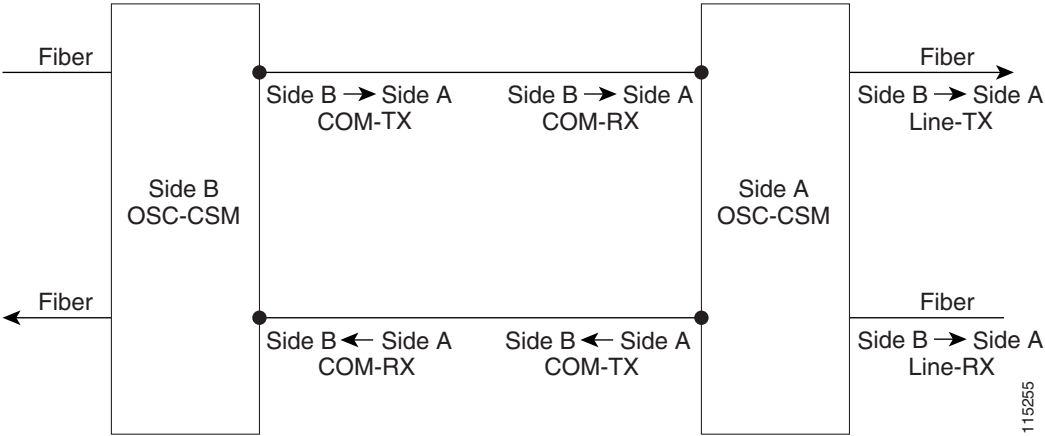 Fiber
Fiber
Side B → Side A
COM-TX
Side B → Side A
COM-RX
Side B → Side A
Line-TX
Side B
OSC-CSM
Side A
OSC-CSM
Fiber
Fiber
Side B ← Side A
COM-RX
Side B ← Side A
COM-TX
Side B → Side A
Line-RX
115255